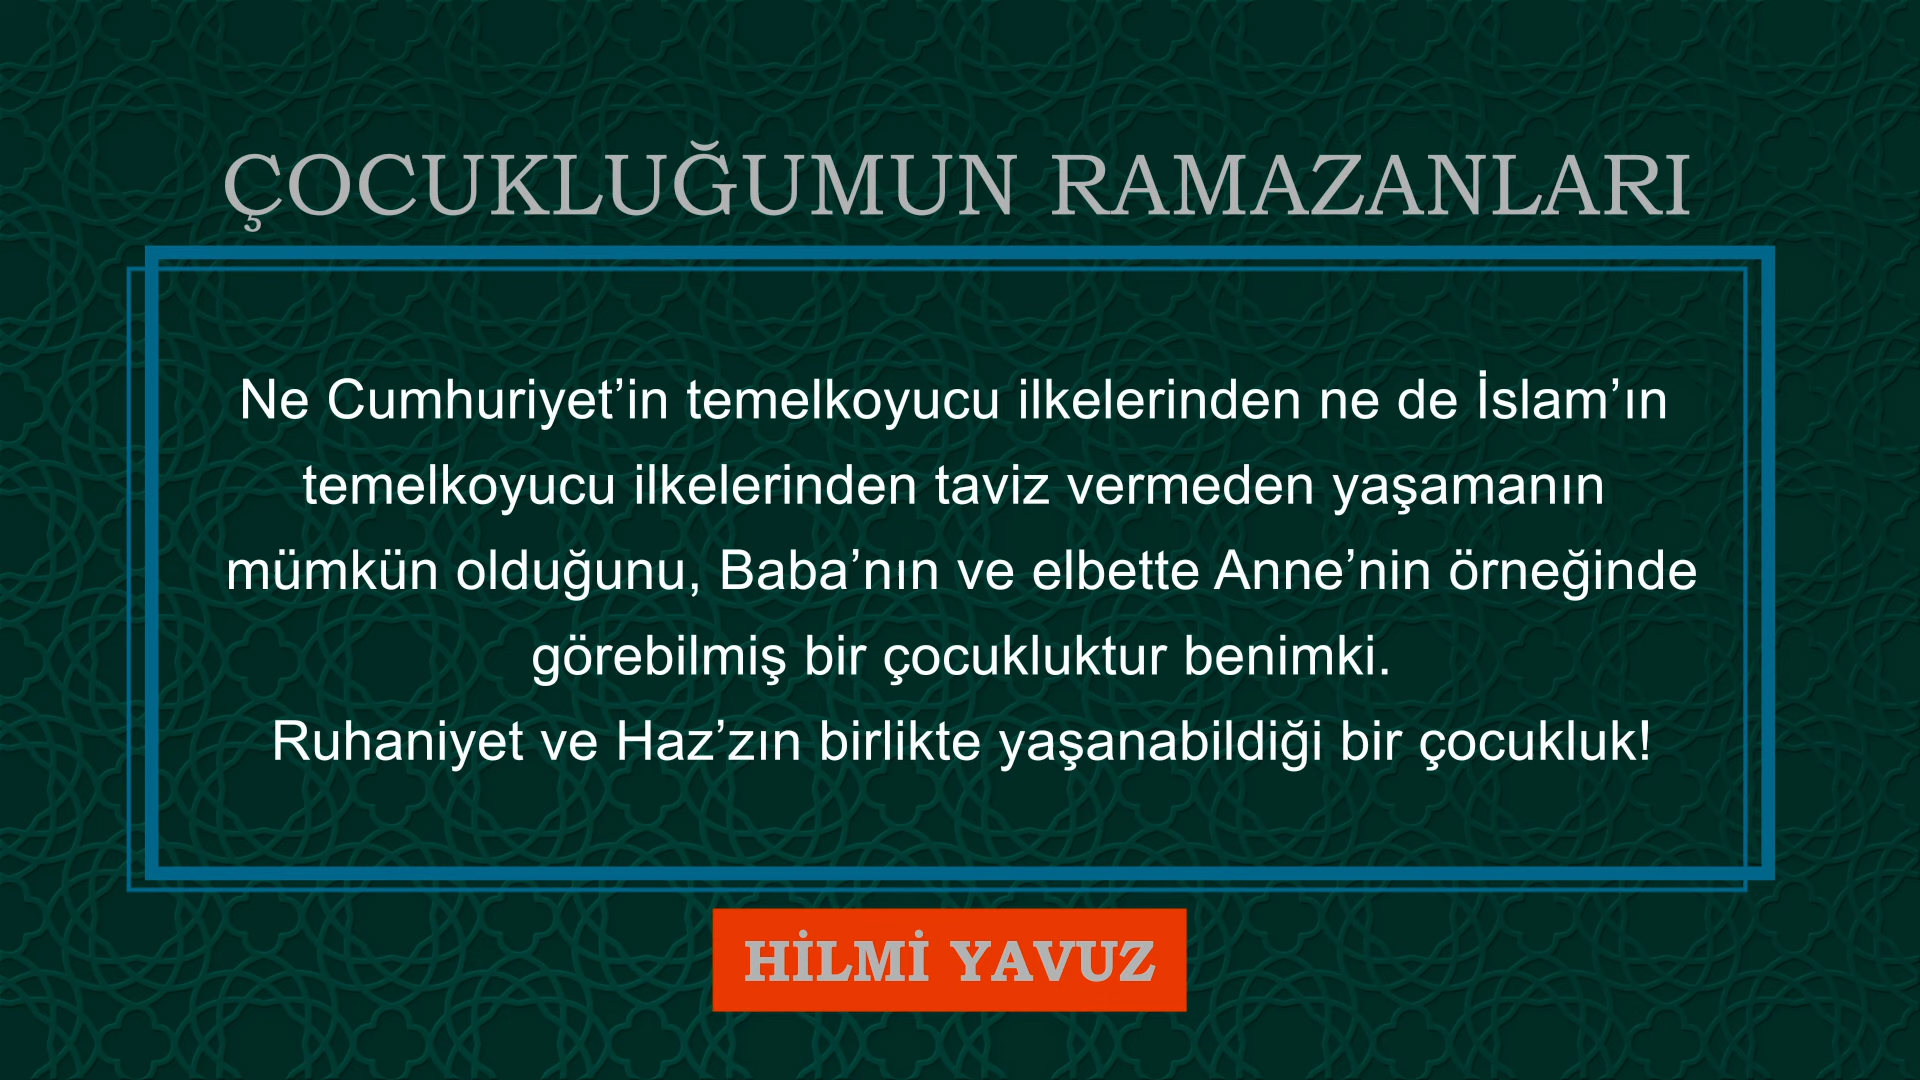 ÇOCUKLUĞUMUN RAMAZANLARI
Ne Cumhuriyet’in temelkoyucu ilkelerinden ne de İslam’ın
temelkoyucu ilkelerinden taviz vermeden yaşamanın
mümkün olduğunu, Baba’nın ve elbette Anne’nin örneğinde
görebilmiş bir çocukluktur benimki.
Ruhaniyet ve Haz’zın birlikte yaşanabildiği bir çocukluk!
HİLMİ YAVUZ